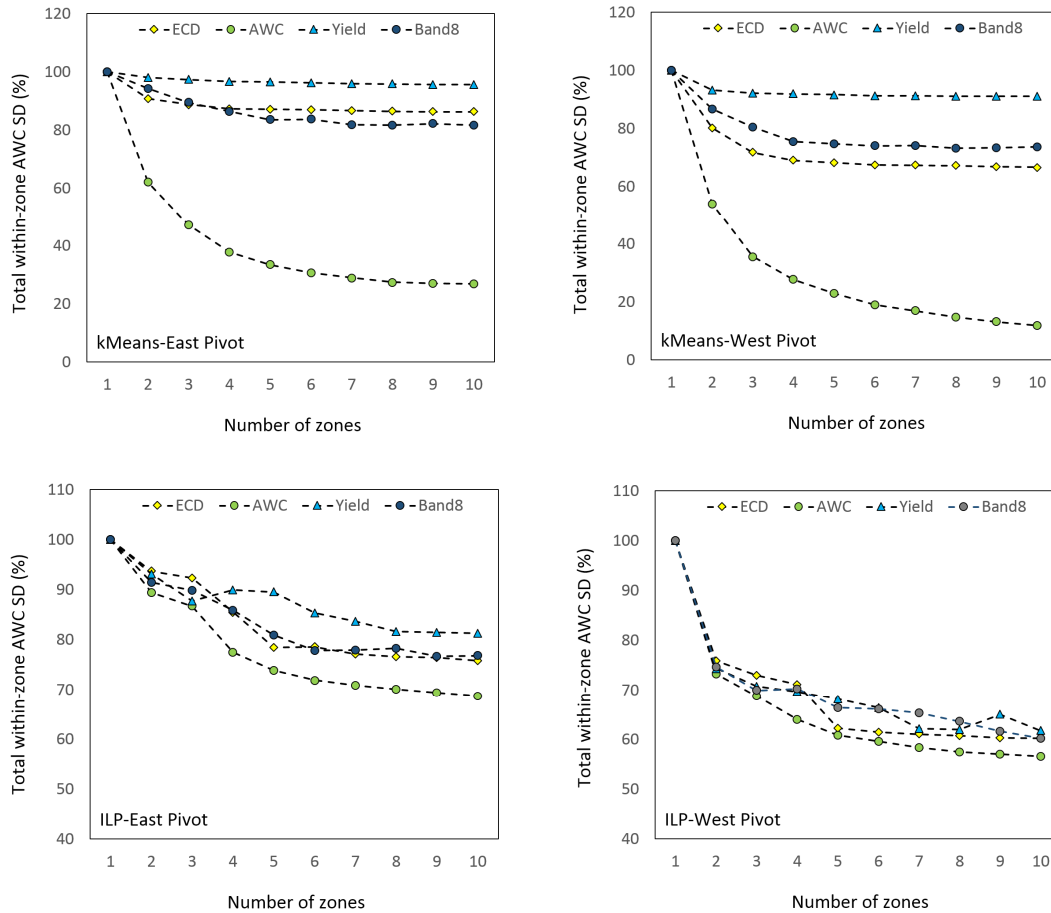 120
100
80
60
40
20
0
Total within-zone AWC SD (%)
ECD AWC Yield Band8
kMeans-East Pivot
1 2 3 4 5 6 7 8 9 10
Number of zones
120
100
80
60
40
20
0
Total within-zone AWC SD (%)
ECD AWC Yield Band8
kMeans-West Pivot
1 2 3 4 5 6 7 8 9 10
Number of zones
110
100
90
80
70
60
50
40
Total within-zone AWC SD (%)
ECD AWC Yield Band8
ILP-East Pivot
1 2 3 4 5 6 7 8 9 10
Number of zones
110
100
90
80
70
60
50
40
Total within-zone AWC SD (%)
ECD AWC Yield Band8
ILP-West Pivot
1 2 3 4 5 6 7 8 9 10
Number of zones